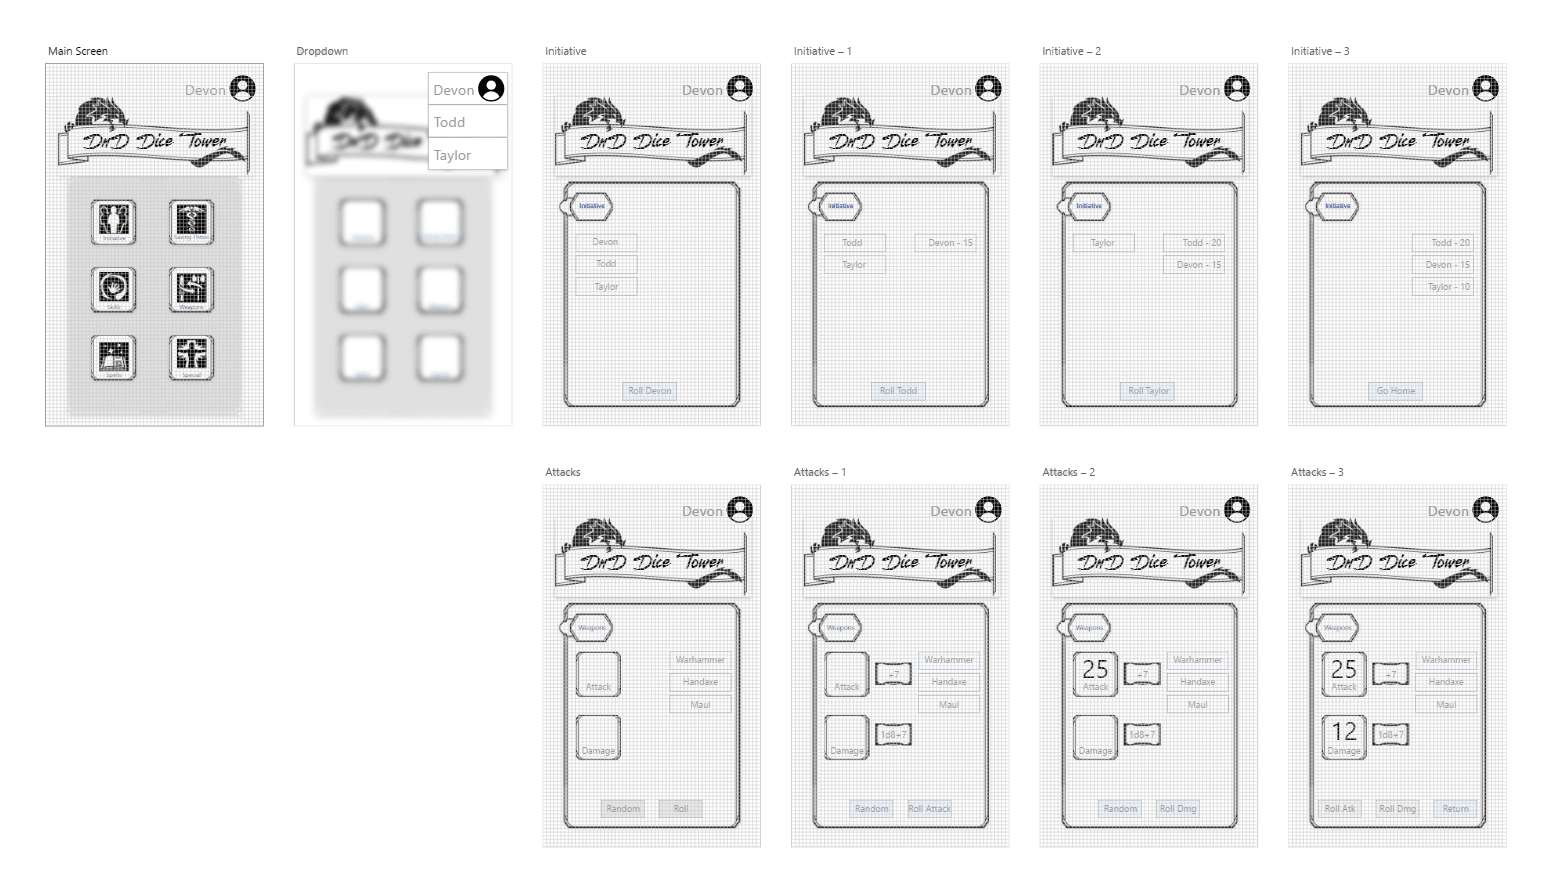 Main Screen
Devon
DnD Dice Tower
Initiative
Saving Throw
Skills
Weapons
Spells
Special
Dropdown
Devon
Todd
Taylor
DnD Dice
Initiative
Devon
DnD Dice Tower
Initiative
Devon
Todd
Taylor
Roll Devon
Initiative – 1
Devon
DnD Dice Tower
Initiative
Todd
Devon - 15
Taylor
Roll Todd
Initiative – 2
Devon
DnD Dice Tower
Initiative
Taylor
Todd - 20
Devon - 15
Roll Taylor
Initiative – 3
Devon
DnD Dice Tower
Initiative
Todd - 20
Devon - 15
Taylor - 10
Go Home
Attacks
Devon
DnD Dice Tower
Weapons
Warhammer
Attack
Handaxe
Maul
Damage
Random
Roll
Attacks – 1
Devon
DnD Dice Tower
Weapons
Warhammer
Attack
+7
Handaxe
Maul
Damage
1d8+7
Random
Roll Attack
Attacks – 2
Devon
DnD Dice Tower
Weapons
25
Attack
+7
Warhammer
Handaxe
Maul
Damage
1d8+7
Random
Roll Dmg
Attacks – 3
Devon
DnD Dice Tower
Weapons
25
Attack
+7
Warhammer
Handaxe
Maul
12
Damage
1d8+7
Roll Atk
Roll Dmg
Return